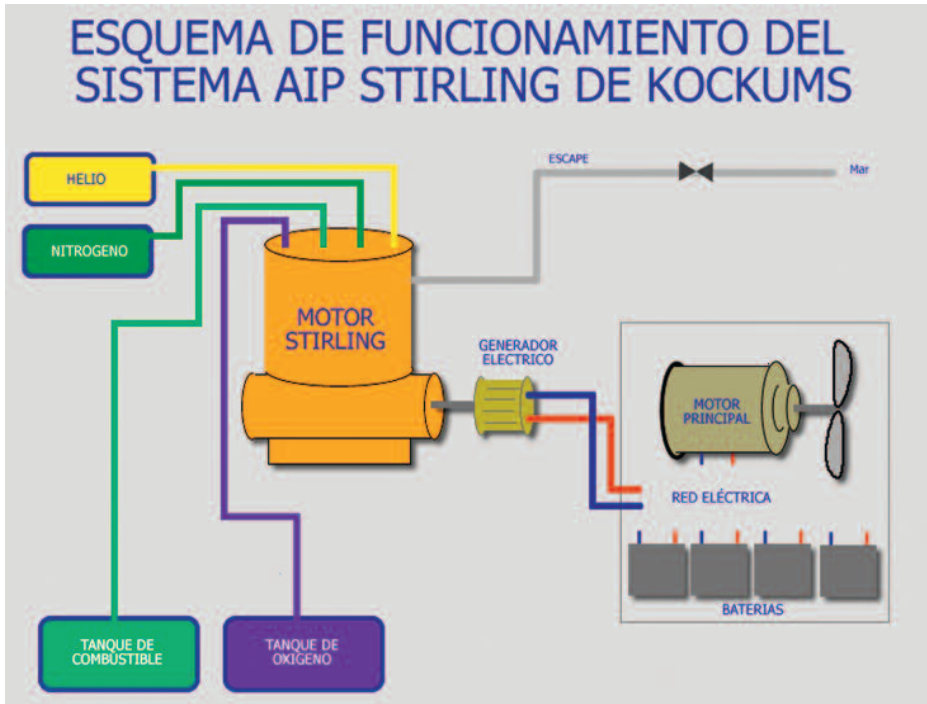 ESQUEMA DE FUNCIONAMIENTO DEL
SISTEMA AIP STIRLING DE KOCKUMS
HELIO
ESCAPE
Mar
NITROGENO
MOTOR
STIRLING
GENERADOR
ELECTRICO
MOTOR
PRINCIPAL
RED ELÉCTRICA
BATERIAS
TANQUE DE
COMBUSTIBLE
TANQUE DE
OXIGENO